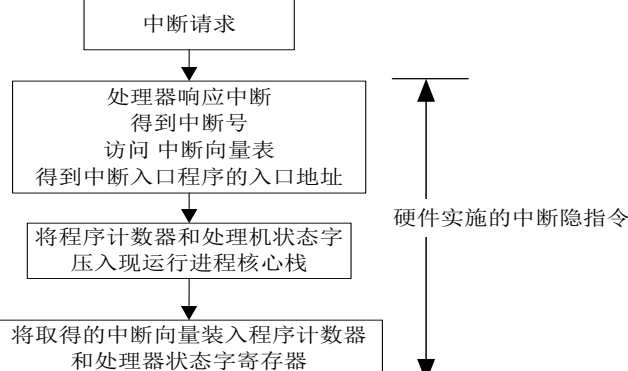 中断请求
处理器响应中断
得到中断号
访问 中断向量表
得到中断入口程序的入口地址
硬件实施的中断隐指令
将程序计数器和处理机状态字
压入现运行进程核心栈
将取得的中断向量装入程序计数器
和处理器状态字寄存器